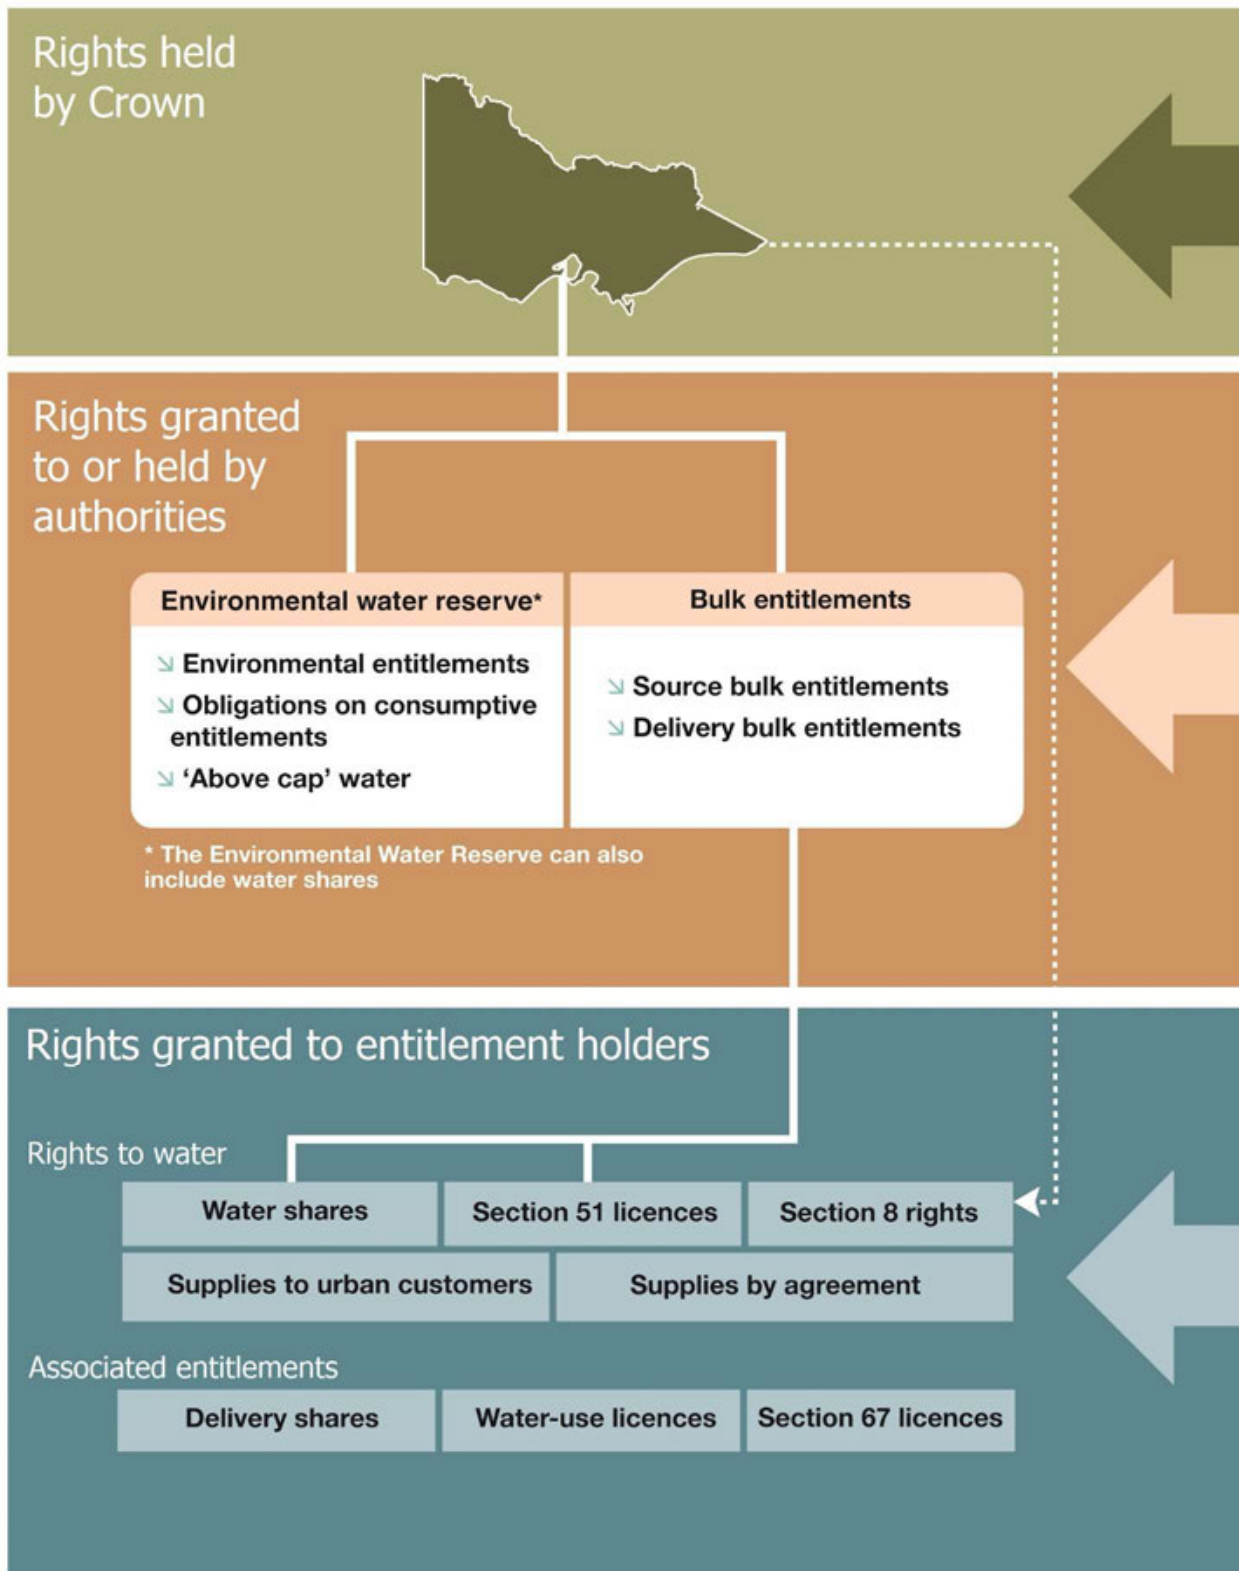 Rights held
by Crown
Rights granted
to or held by
authorities
Environmental water reserve*
Environmental entitlements
Obligations on consumptive
entitlements
‘Above cap’ water
Bulk entitlements
Source bulk entitlements
Delivery bulk entitlements
* The Environmental Water Reserve can also
include water shares
Rights granted to entitlement holders
Rights to water
Water shares
Section 51 licences
Section 8 rights
Supplies to urban customers
Supplies by agreement
Associated entitlements
Delivery shares
Water-use licences
Section 67 licences